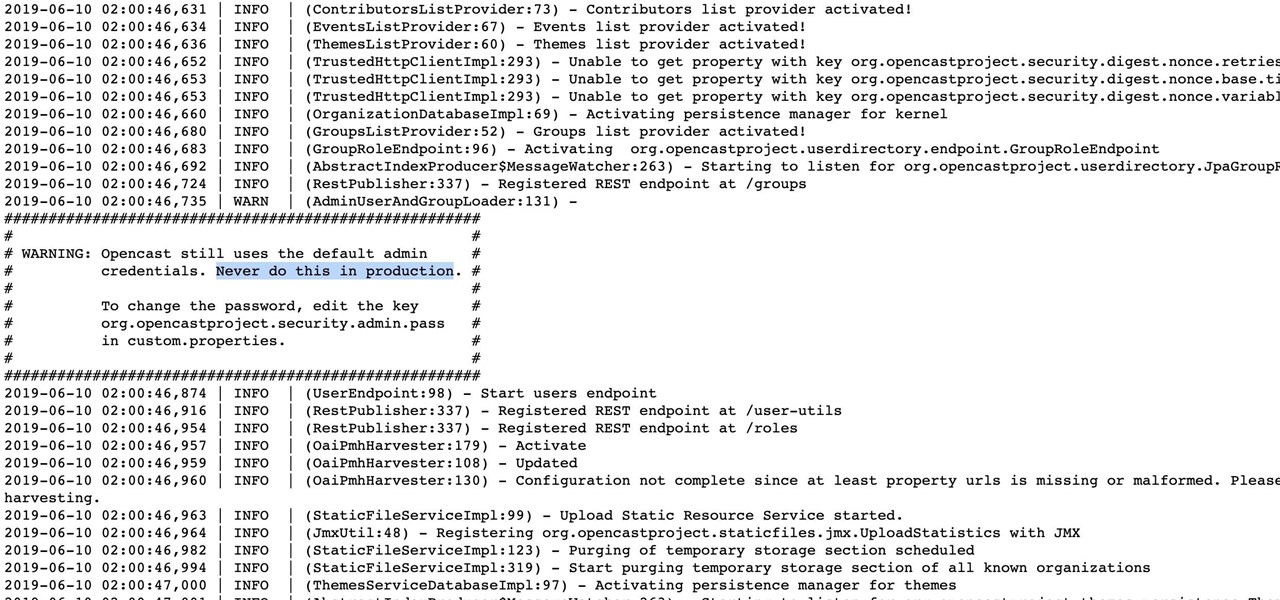 2019-06-10 02:00:46,631 | INFO  | (ContributorsListProvider:73) - Contributors list provider activated!
2019-06-10 02:00:46,634 | INFO  | (EventsListProvider:67) - Events list provider activated!
2019-06-10 02:00:46,636 | INFO  | (ThemesListProvider:60) - Themes list provider activated!
2019-06-10 02:00:46,652 | INFO  | (TrustedHttpClientImpl:293) - Unable to get property with key org.opencastproject.security.digest.nonce.retries
2019-06-10 02:00:46,653 | INFO  | (TrustedHttpClientImpl:293) - Unable to get property with key org.opencastproject.security.digest.nonce.base.ti
2019-06-10 02:00:46,653 | INFO  | (TrustedHttpClientImpl:293) - Unable to get property with key org.opencastproject.security.digest.nonce.variabl
2019-06-10 02:00:46,660 | INFO  | (OrganizationDatabaseImpl:69) - Activating persistence manager for kernel
2019-06-10 02:00:46,680 | INFO  | (GroupsListProvider:52) - Groups list provider activated!
2019-06-10 02:00:46,683 | INFO  | (GroupRoleEndpoint:96) - Activating  org.opencastproject.userdirectory.endpoint.GroupRoleEndpoint
2019-06-10 02:00:46,692 | INFO  | (AbstractIndexProducer$MessageWatcher:263) - Starting to listen for org.opencastproject.userdirectory.JpaGroupR
2019-06-10 02:00:46,724 | INFO  | (RestPublisher:337) - Registered REST endpoint at /groups
2019-06-10 02:00:46,735 | WARN  | (AdminUserAndGroupLoader:131) -
######################################################
#                                                    #
# WARNING: Opencast still uses the default admin     #
#          credentials. Never do this in production. #
#                                                    #
#          To change the password, edit the key      #
#          org.opencastproject.security.admin.pass   #
#          in custom.properties.                     #
#                                                    #
######################################################
2019-06-10 02:00:46,874 | INFO  | (UserEndpoint:98) - Start users endpoint
2019-06-10 02:00:46,916 | INFO  | (RestPublisher:337) - Registered REST endpoint at /user-utils
2019-06-10 02:00:46,954 | INFO  | (RestPublisher:337) - Registered REST endpoint at /roles
2019-06-10 02:00:46,957 | INFO  | (OaiPmhHarvester:179) - Activate
2019-06-10 02:00:46,959 | INFO  | (OaiPmhHarvester:108) - Updated
2019-06-10 02:00:46,960 | INFO  | (OaiPmhHarvester:130) - Configuration not complete since at least property urls is missing or malformed. Please
harvesting.
2019-06-10 02:00:46,963 | INFO  | (StaticFileServiceImpl:99) - Upload Static Resource Service started.
2019-06-10 02:00:46,964 | INFO  | (JmxUtil:48) - Registering org.opencastproject.staticfiles.jmx.UploadStatistics with JMX
2019-06-10 02:00:46,982 | INFO  | (StaticFileServiceImpl:123) - Purging of temporary storage section scheduled
2019-06-10 02:00:46,994 | INFO  | (StaticFileServiceImpl:319) - Start purging temporary storage section of all known organizations
2019-06-10 02:00:47,000 | INFO  | (ThemesServiceDatabaseImpl:97) - Activating persistence manager for themes